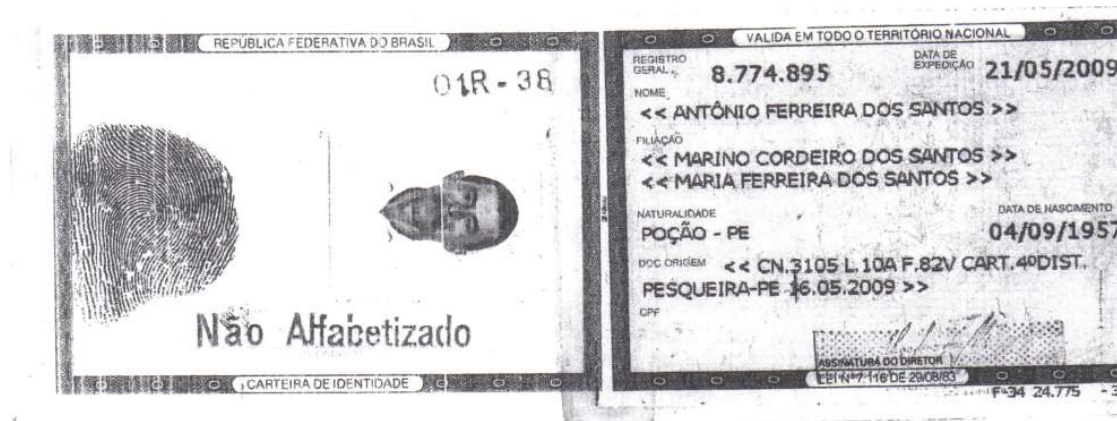 REPÚBLICA FEDERATIVA DO BRASIL
01R-38
Não Alfabetizado
CARTEIRA DE IDENTIDADE
VALIDA EM TODO O TERRITÓRIO NACIONAL
REGISTRO GERAL 8.774.895 DATA DE EXPEDIÇÃO 21/05/2009
NOME
<< ANTÔNIO FERREIRA DOS SANTOS >>
FILIAÇÃO
<< MARINO CORDEIRO DOS SANTOS >>
<< MARIA FERREIRA DOS SANTOS >>
NATURALIDADE DATA DE NASCIMENTO
POÇÃO - PE 04/09/1957
DOC ORIGEM << CN.3105 L.10A F.82V CART.4ºDIST.
PESQUEIRA-PE 16.05.2009 >>
CPF
ASSINATURA DO DIRETOR
LEI Nº 7.116 DE 29/08/83
F-34 24.775